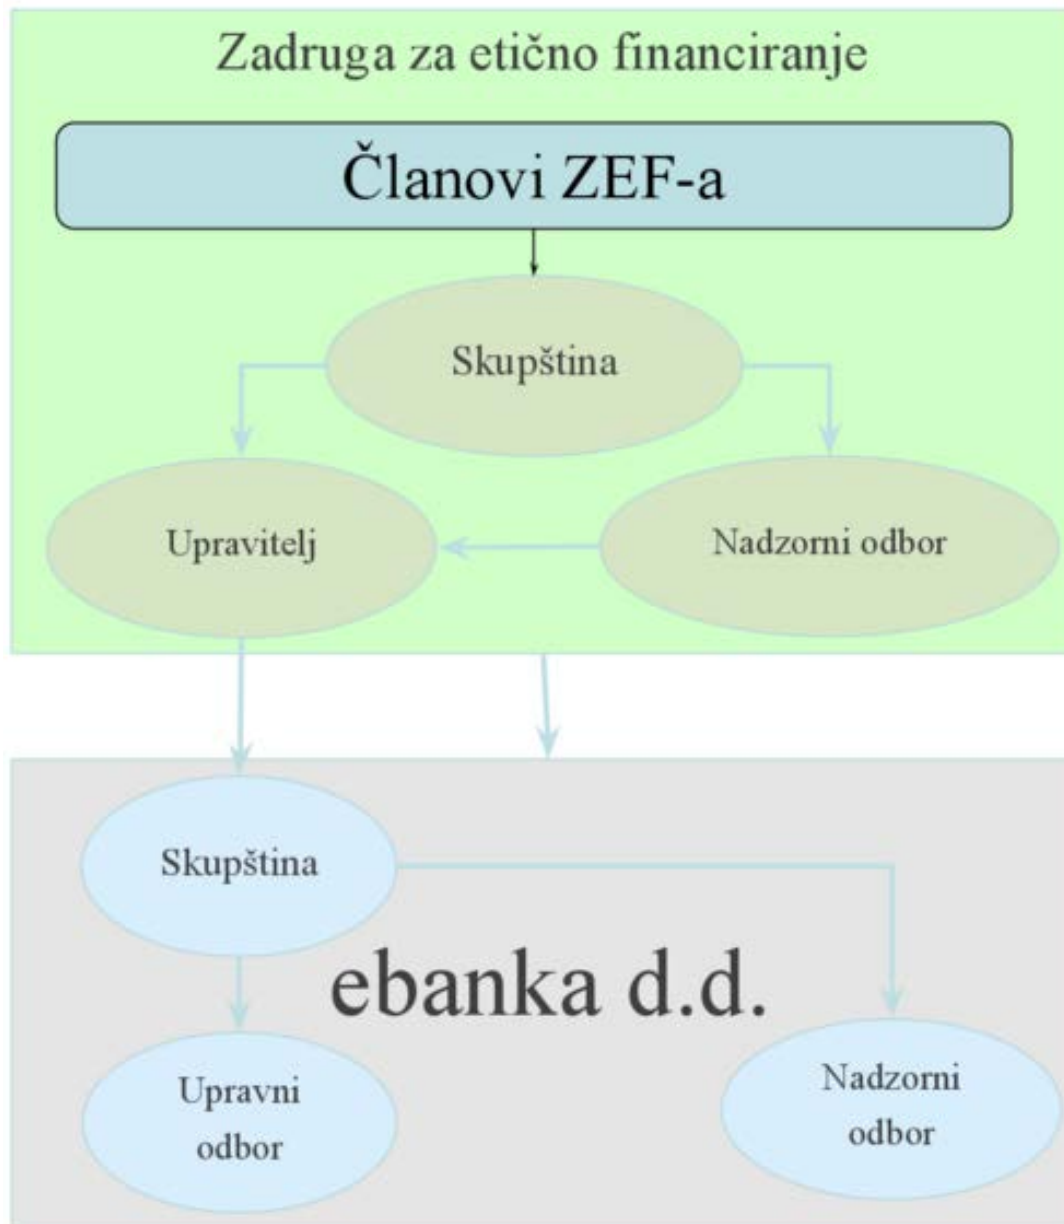 Zadruga za etično financiranje
Članovi ZEF-a
Skupština
Upravitelj
Nadzorni odbor
Skupština
ebanka d.d.
Upravni
odbor
Nadzorni
odbor